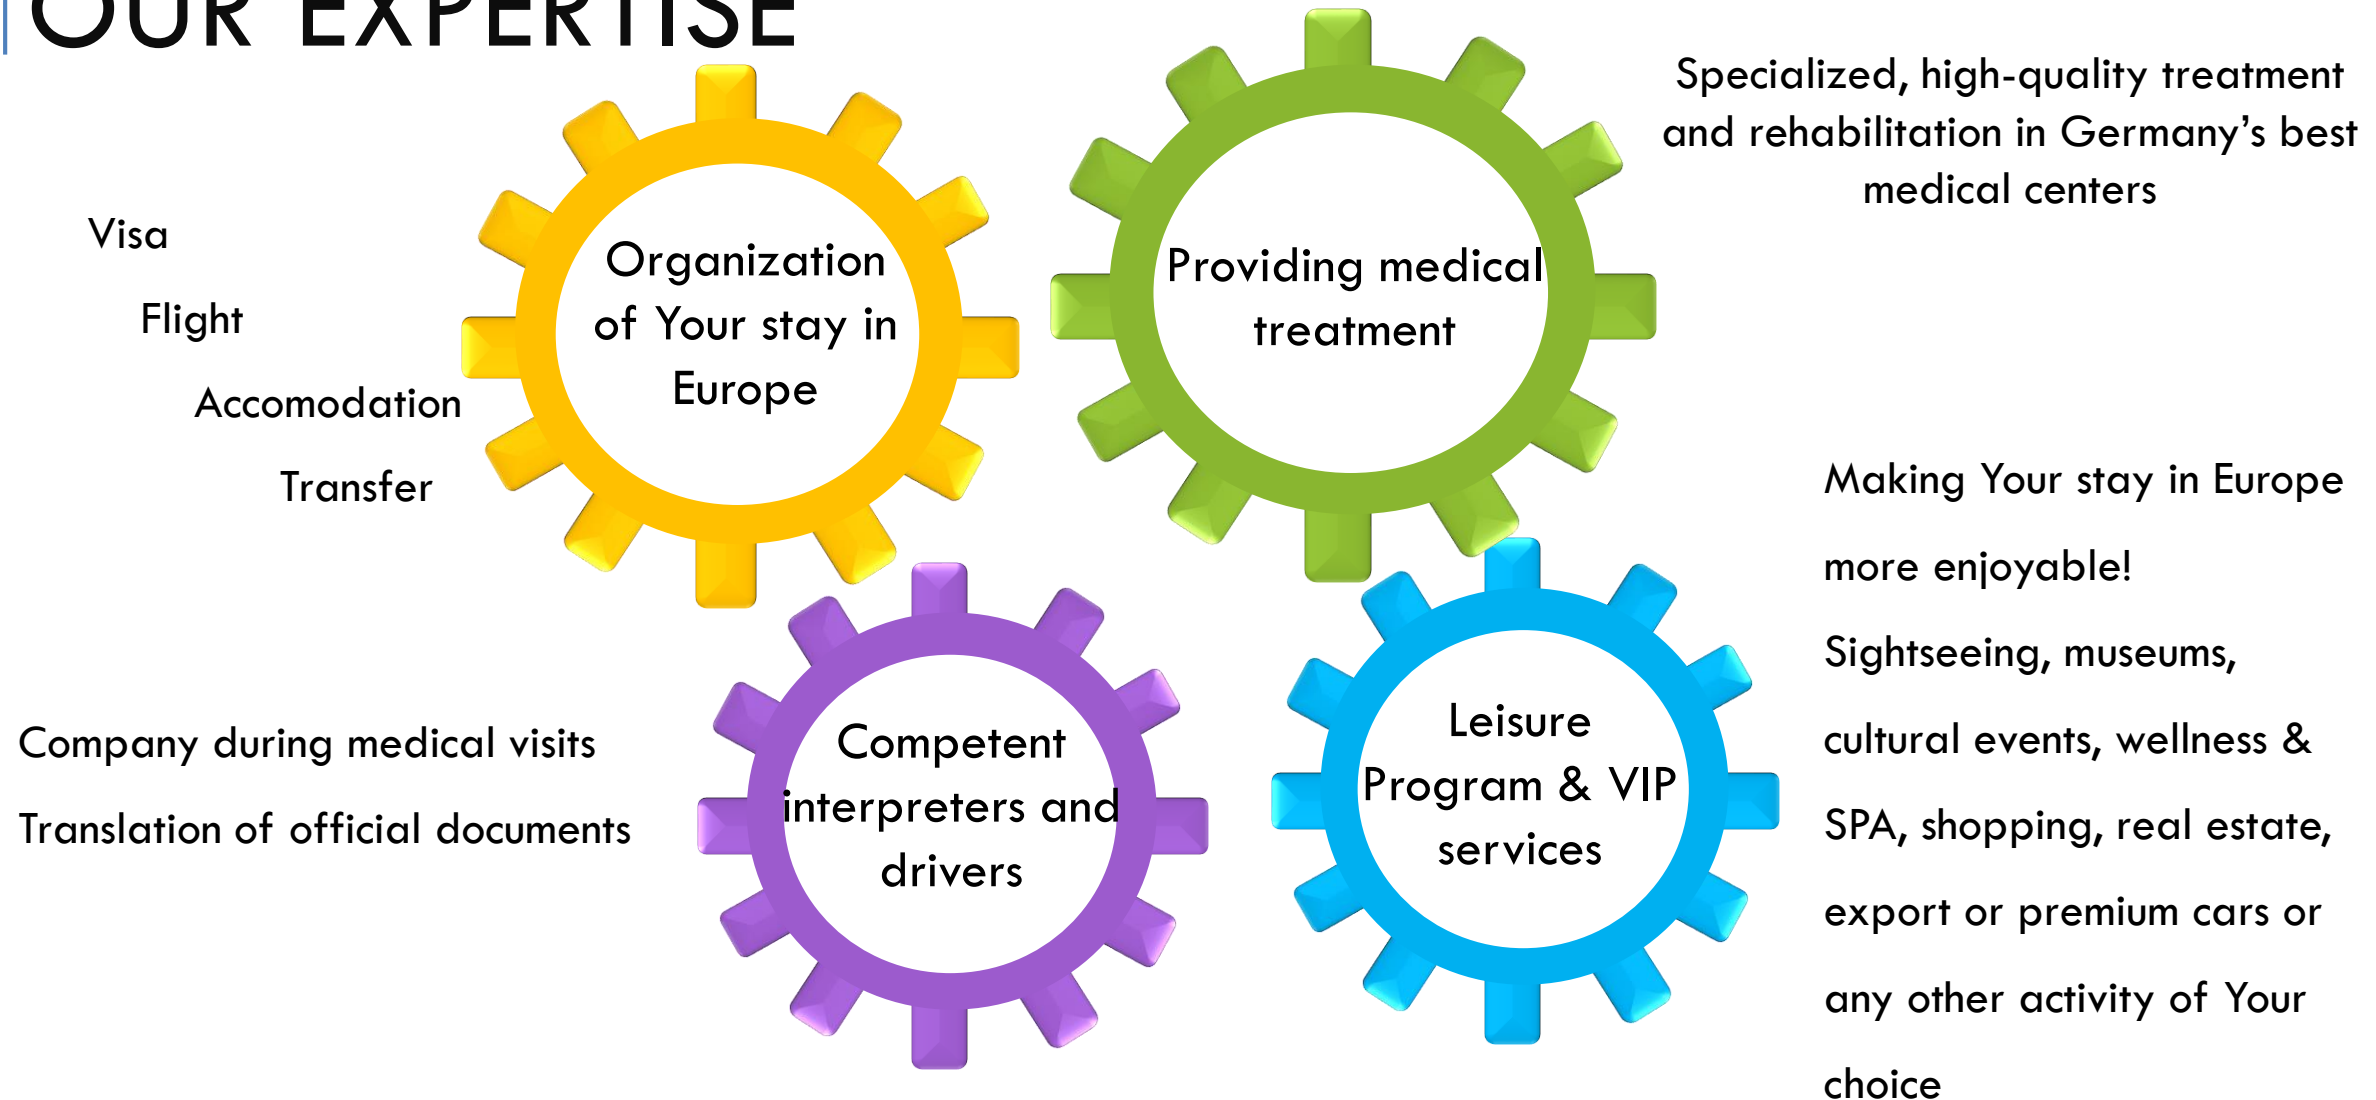 OUR EXPERTISE
Visa
Flight
Accomodation
Transfer
Organization
of Your stay in
Europe
Providing medical
treatment
Specialized, high-quality treatment
and rehabilitation in Germany’s best
medical centers
Company during medical visits
Translation of official documents
Competent
interpreters and
drivers
Leisure
Program & VIP
services
Making Your stay in Europe
more enjoyable!
Sightseeing, museums,
cultural events, wellness &
SPA, shopping, real estate,
export or premium cars or
any other activity of Your
choice